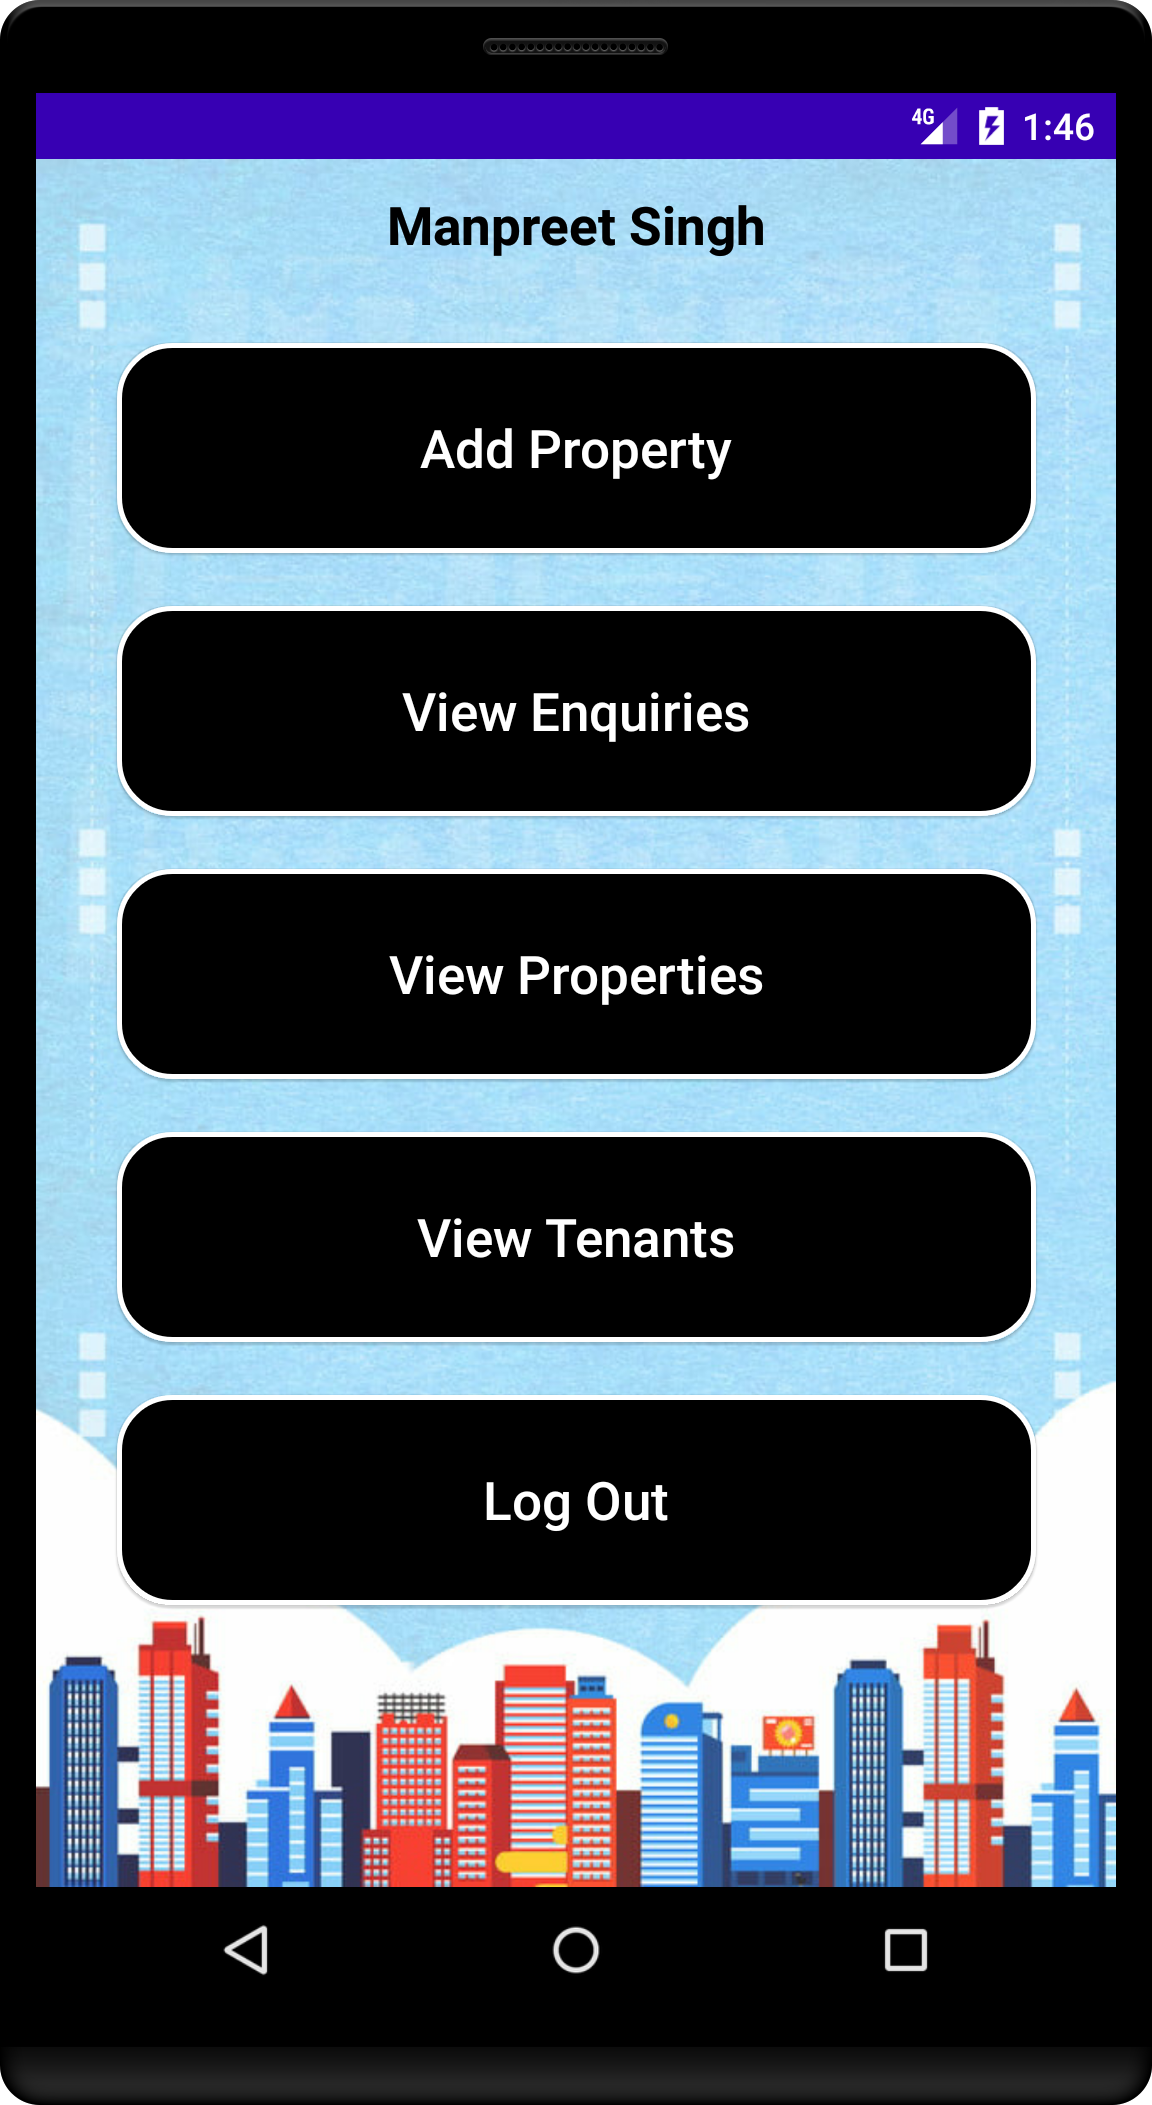 4G 1:46
Manpreet Singh
Add Property
View Enquiries
View Properties
View Tenants
Log Out